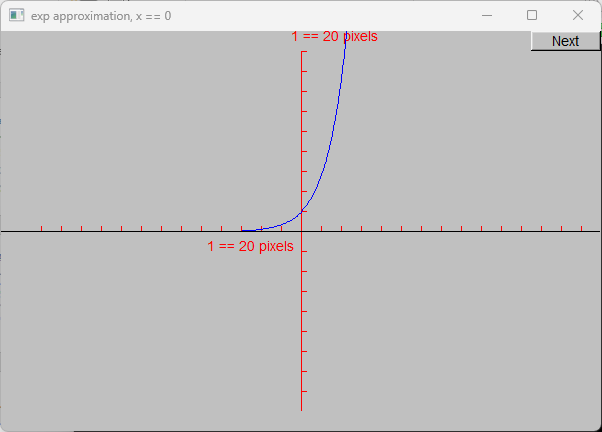 exp approximation, x == 0
1 == 20 pixels
Next
1 == 20 pixels